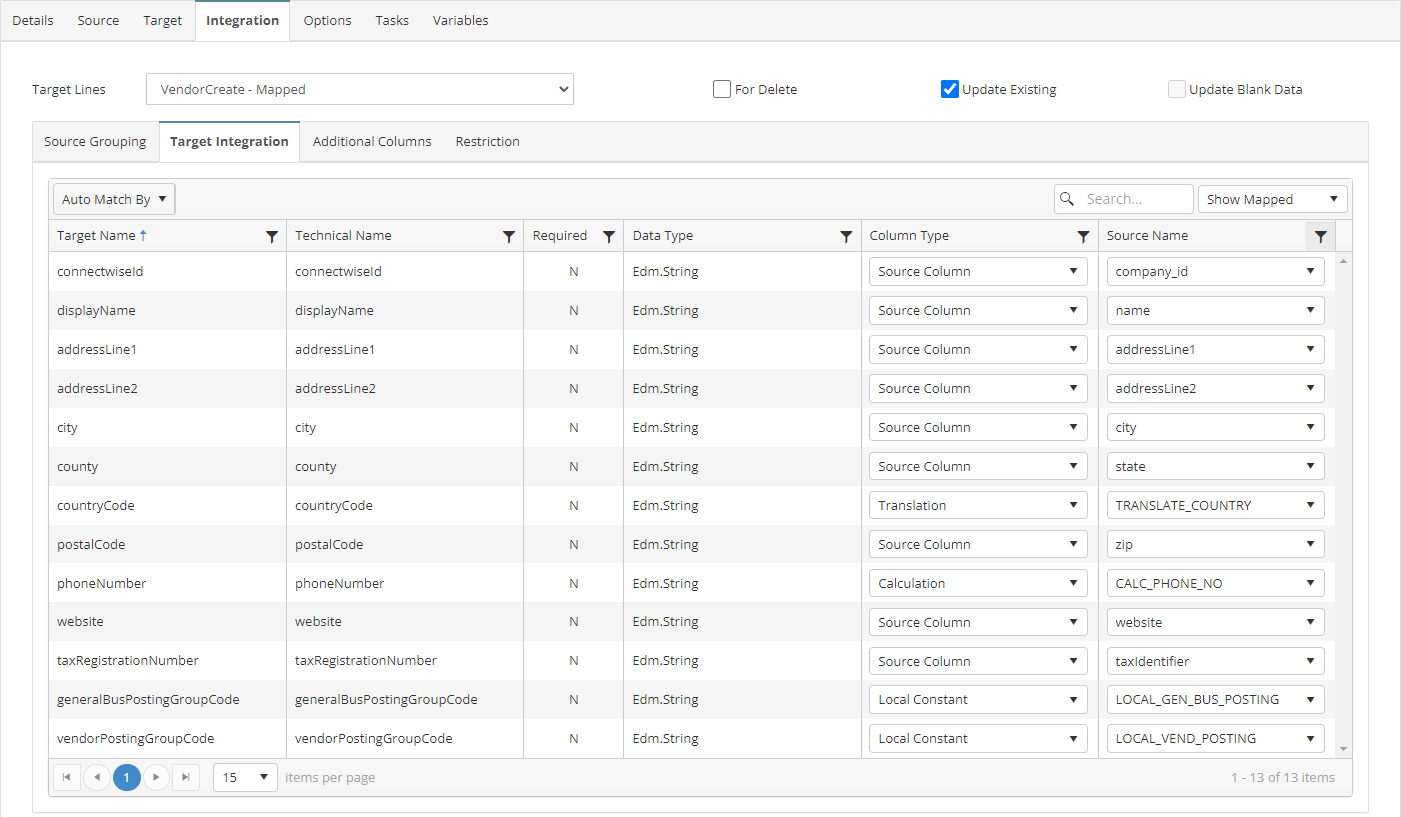 Details Source Target Integration Options Tasks Variables
Target Lines VendorCreate - Mapped For Delete Update Existing Update Blank Data
Source Grouping Target Integration Additional Columns Restriction
Auto Match By Search... Show Mapped
Target Name Technical Name Required Data Type Column Type Source Name
connectwiseId connectwiseId N Edm.String Source Column company_id
displayName displayName N Edm.String Source Column name
addressLine1 addressLine1 N Edm.String Source Column addressLine1
addressLine2 addressLine2 N Edm.String Source Column addressLine2
city city N Edm.String Source Column city
county county N Edm.String Source Column state
countryCode countryCode N Edm.String Translation TRANSLATE_COUNTRY
postalCode postalCode N Edm.String Source Column zip
phoneNumber phoneNumber N Edm.String Calculation CALC_PHONE_NO
website website N Edm.String Source Column website
taxRegistrationNumber taxRegistrationNumber N Edm.String Source Column taxIdentifier
generalBusPostingGroupCode generalBusPostingGroupCode N Edm.String Local Constant LOCAL_GEN_BUS_POSTING
vendorPostingGroupCode vendorPostingGroupCode N Edm.String Local Constant LOCAL_VEND_POSTING
1 15 items per page 1 - 13 of 13 items